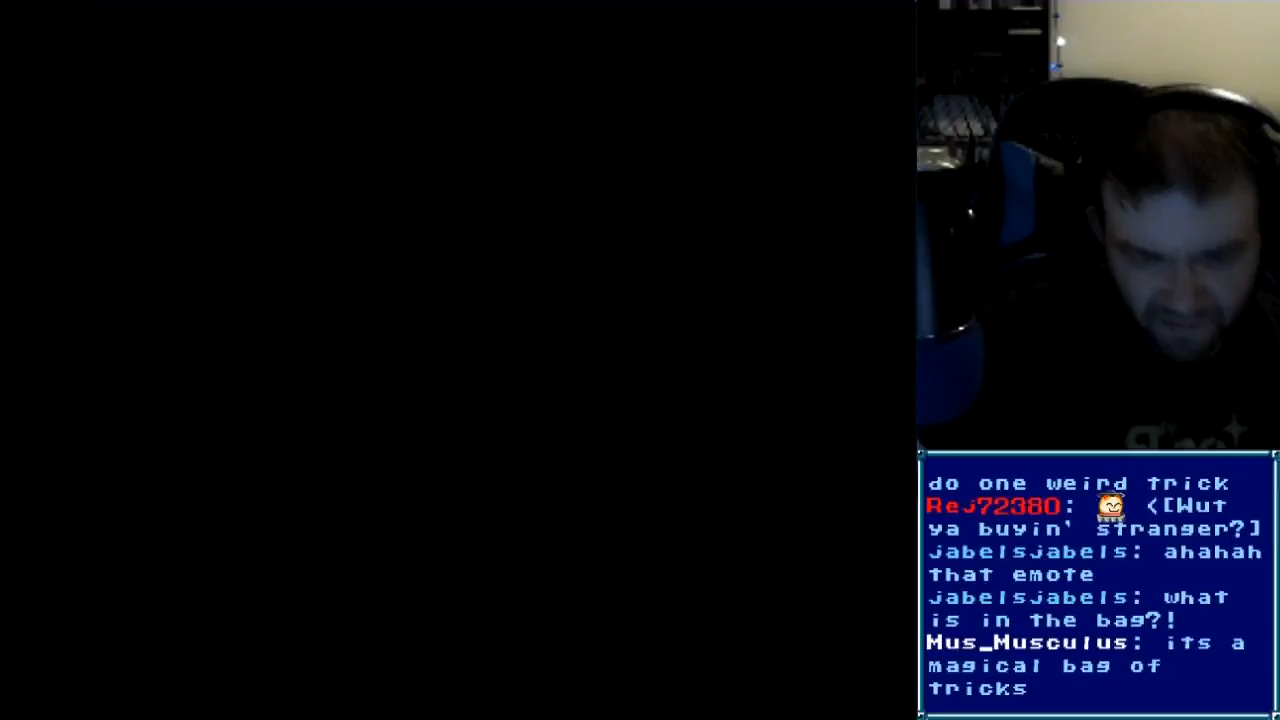 do one weird trick
Rej72380: ([Wut
ya buyin' stranger?]
jabelsjabels: ahahah
that emote
jabelsjabels: what
is in the bag?!
Mus_Musculus: its a
magical bag of
tricks